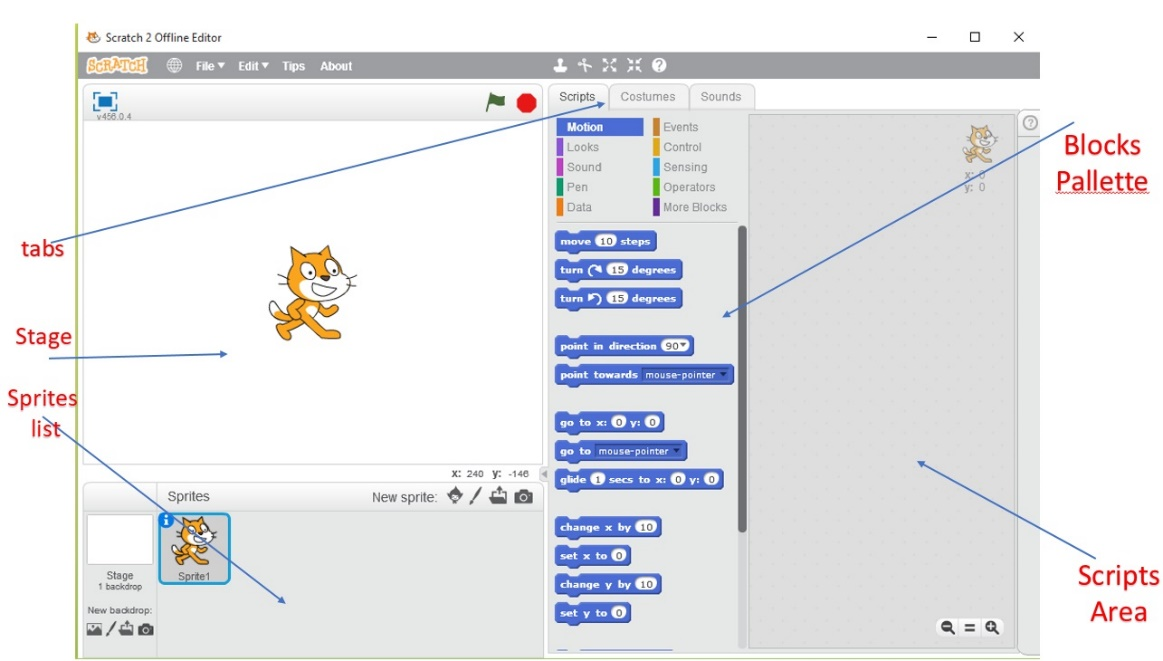 Scratch 2 Offline Editor
SCRATCH File Edit Tips About
v456.0.4
Scripts Costumes Sounds
Motion Events
Looks Control
Sound Sensing
Pen Operators
Data More Blocks
x: 0
y: 0
move 10 steps
turn 15 degrees
turn 15 degrees
point in direction 90
point towards mouse-pointer
go to x: 0 y: 0
go to mouse-pointer
glide 1 secs to x: 0 y: 0
change x by 10
set x to 0
change y by 10
set y to 0
X: 240 y: -146
Sprites New sprite:
Stage
1 backdrop
Sprite1
New backdrop:
tabs
Stage
Sprites
list
Blocks
Pallette
Scripts
Area